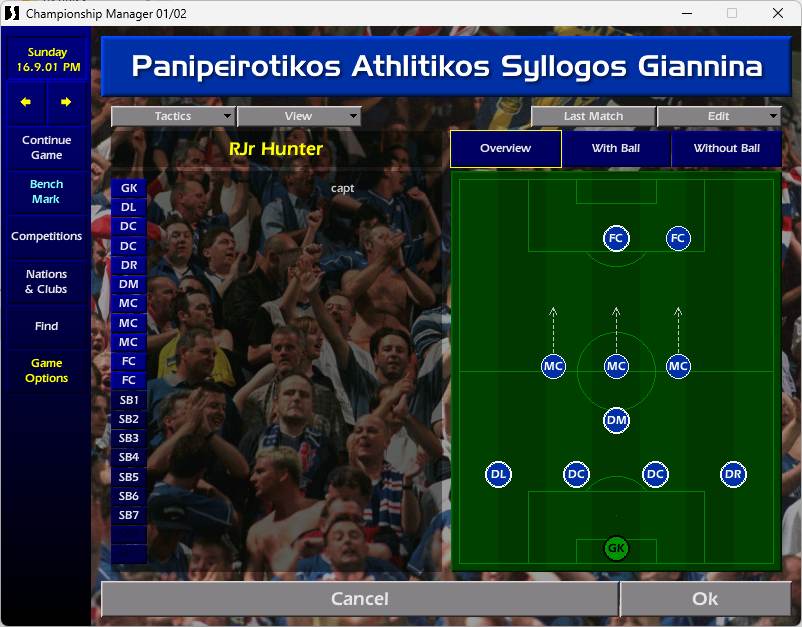 Championship Manager 01/02
Sunday
16.9.01 PM
Panipeirotikos Athlitikos Syllogos Giannina
Continue
Game
Bench
Mark
Competitions
Nations
& Clubs
Find
Game
Options
Tactics
View
Last Match
Edit
RJr Hunter
Overview
With Ball
Without Ball
GK
capt
DL
DC
DC
DR
DM
MC
MC
MC
FC
FC
SB1
SB2
SB3
SB4
SB5
SB6
SB7
FC FC
MC MC MC
DM
DL DC DC DR
GK
Cancel
Ok